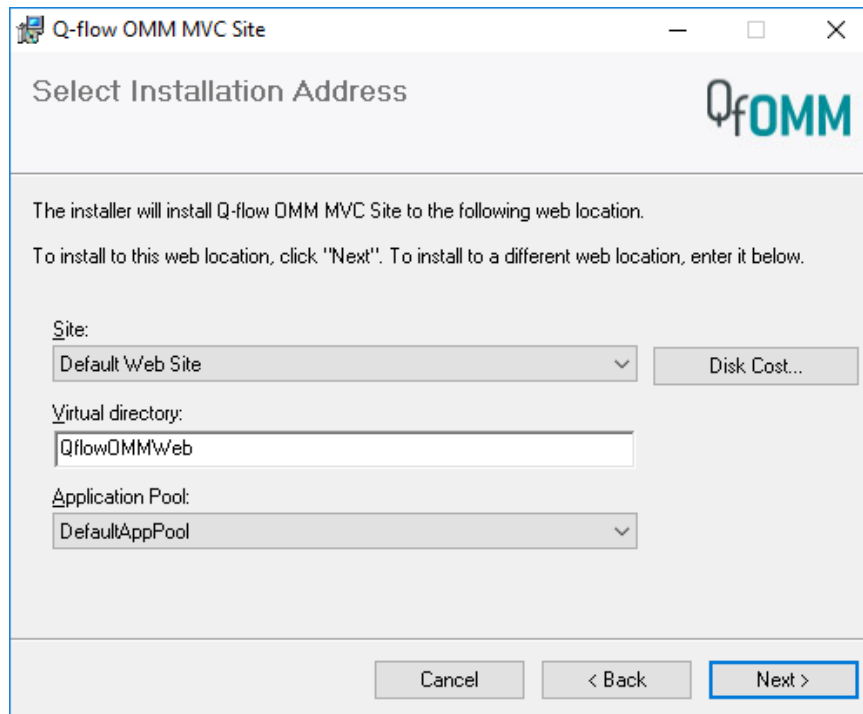 Q-flow OMM MVC Site
Select Installation Address
QfOMM
The installer will install Q-flow OMM MVC Site to the following web location.
To install to this web location, click "Next". To install to a different web location, enter it below.
Site:
Default Web Site
Disk Cost...
Virtual directory:
QflowOMMWeb
Application Pool:
DefaultAppPool
Cancel
< Back
Next >